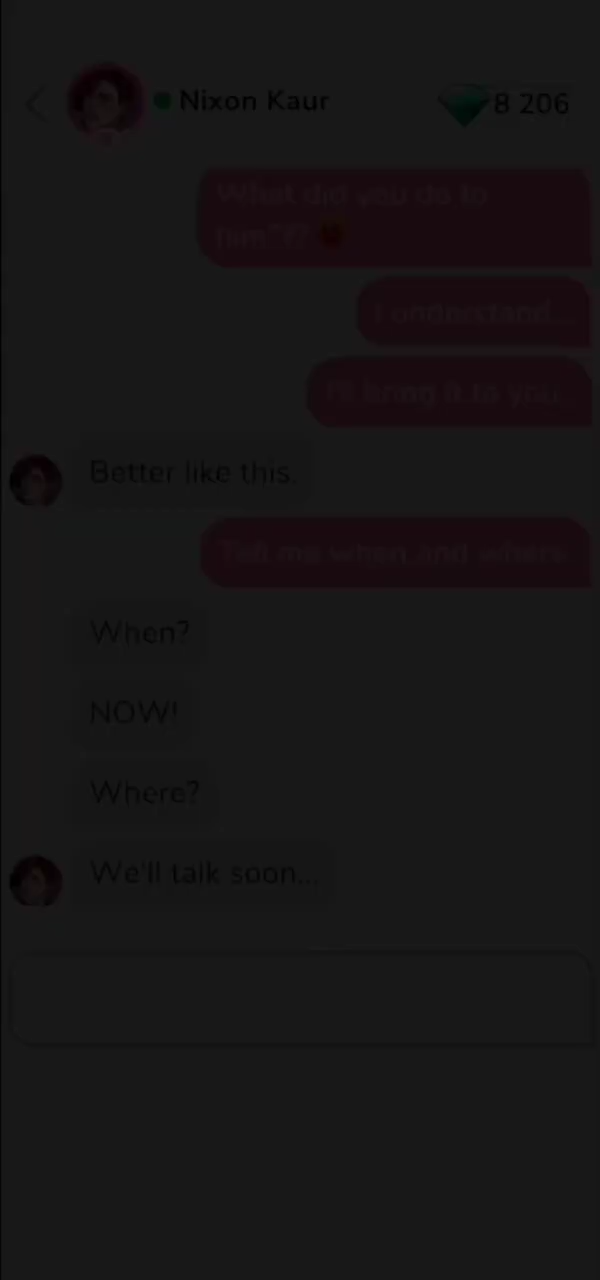 Nixon Kaur
8 206
What did you do to
him?!?
I understand...
I'll bring it to you.
Better like this.
Tell me when and where
When?
NOW!
Where?
We'll talk soon...